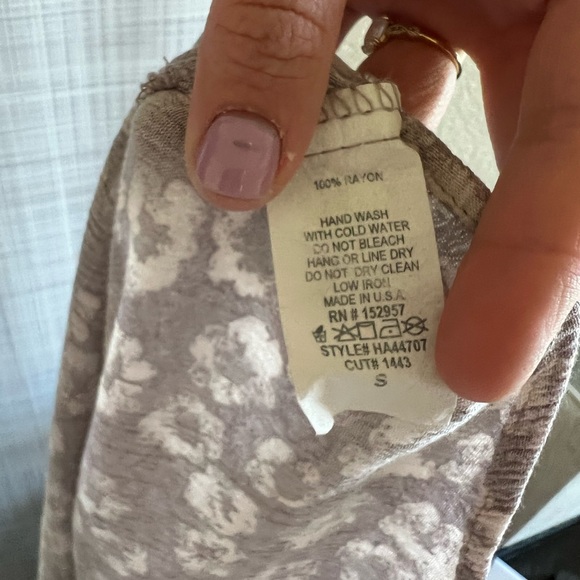 100% RAYON
HAND WASH
WITH COLD WATER
DO NOT BLEACH
HANG OR LINE DRY
DO NOT DRY CLEAN
LOW IRON
MADE IN U.S.A.
RN # 152957
STYLE# HA44707
CUT# 1443
S